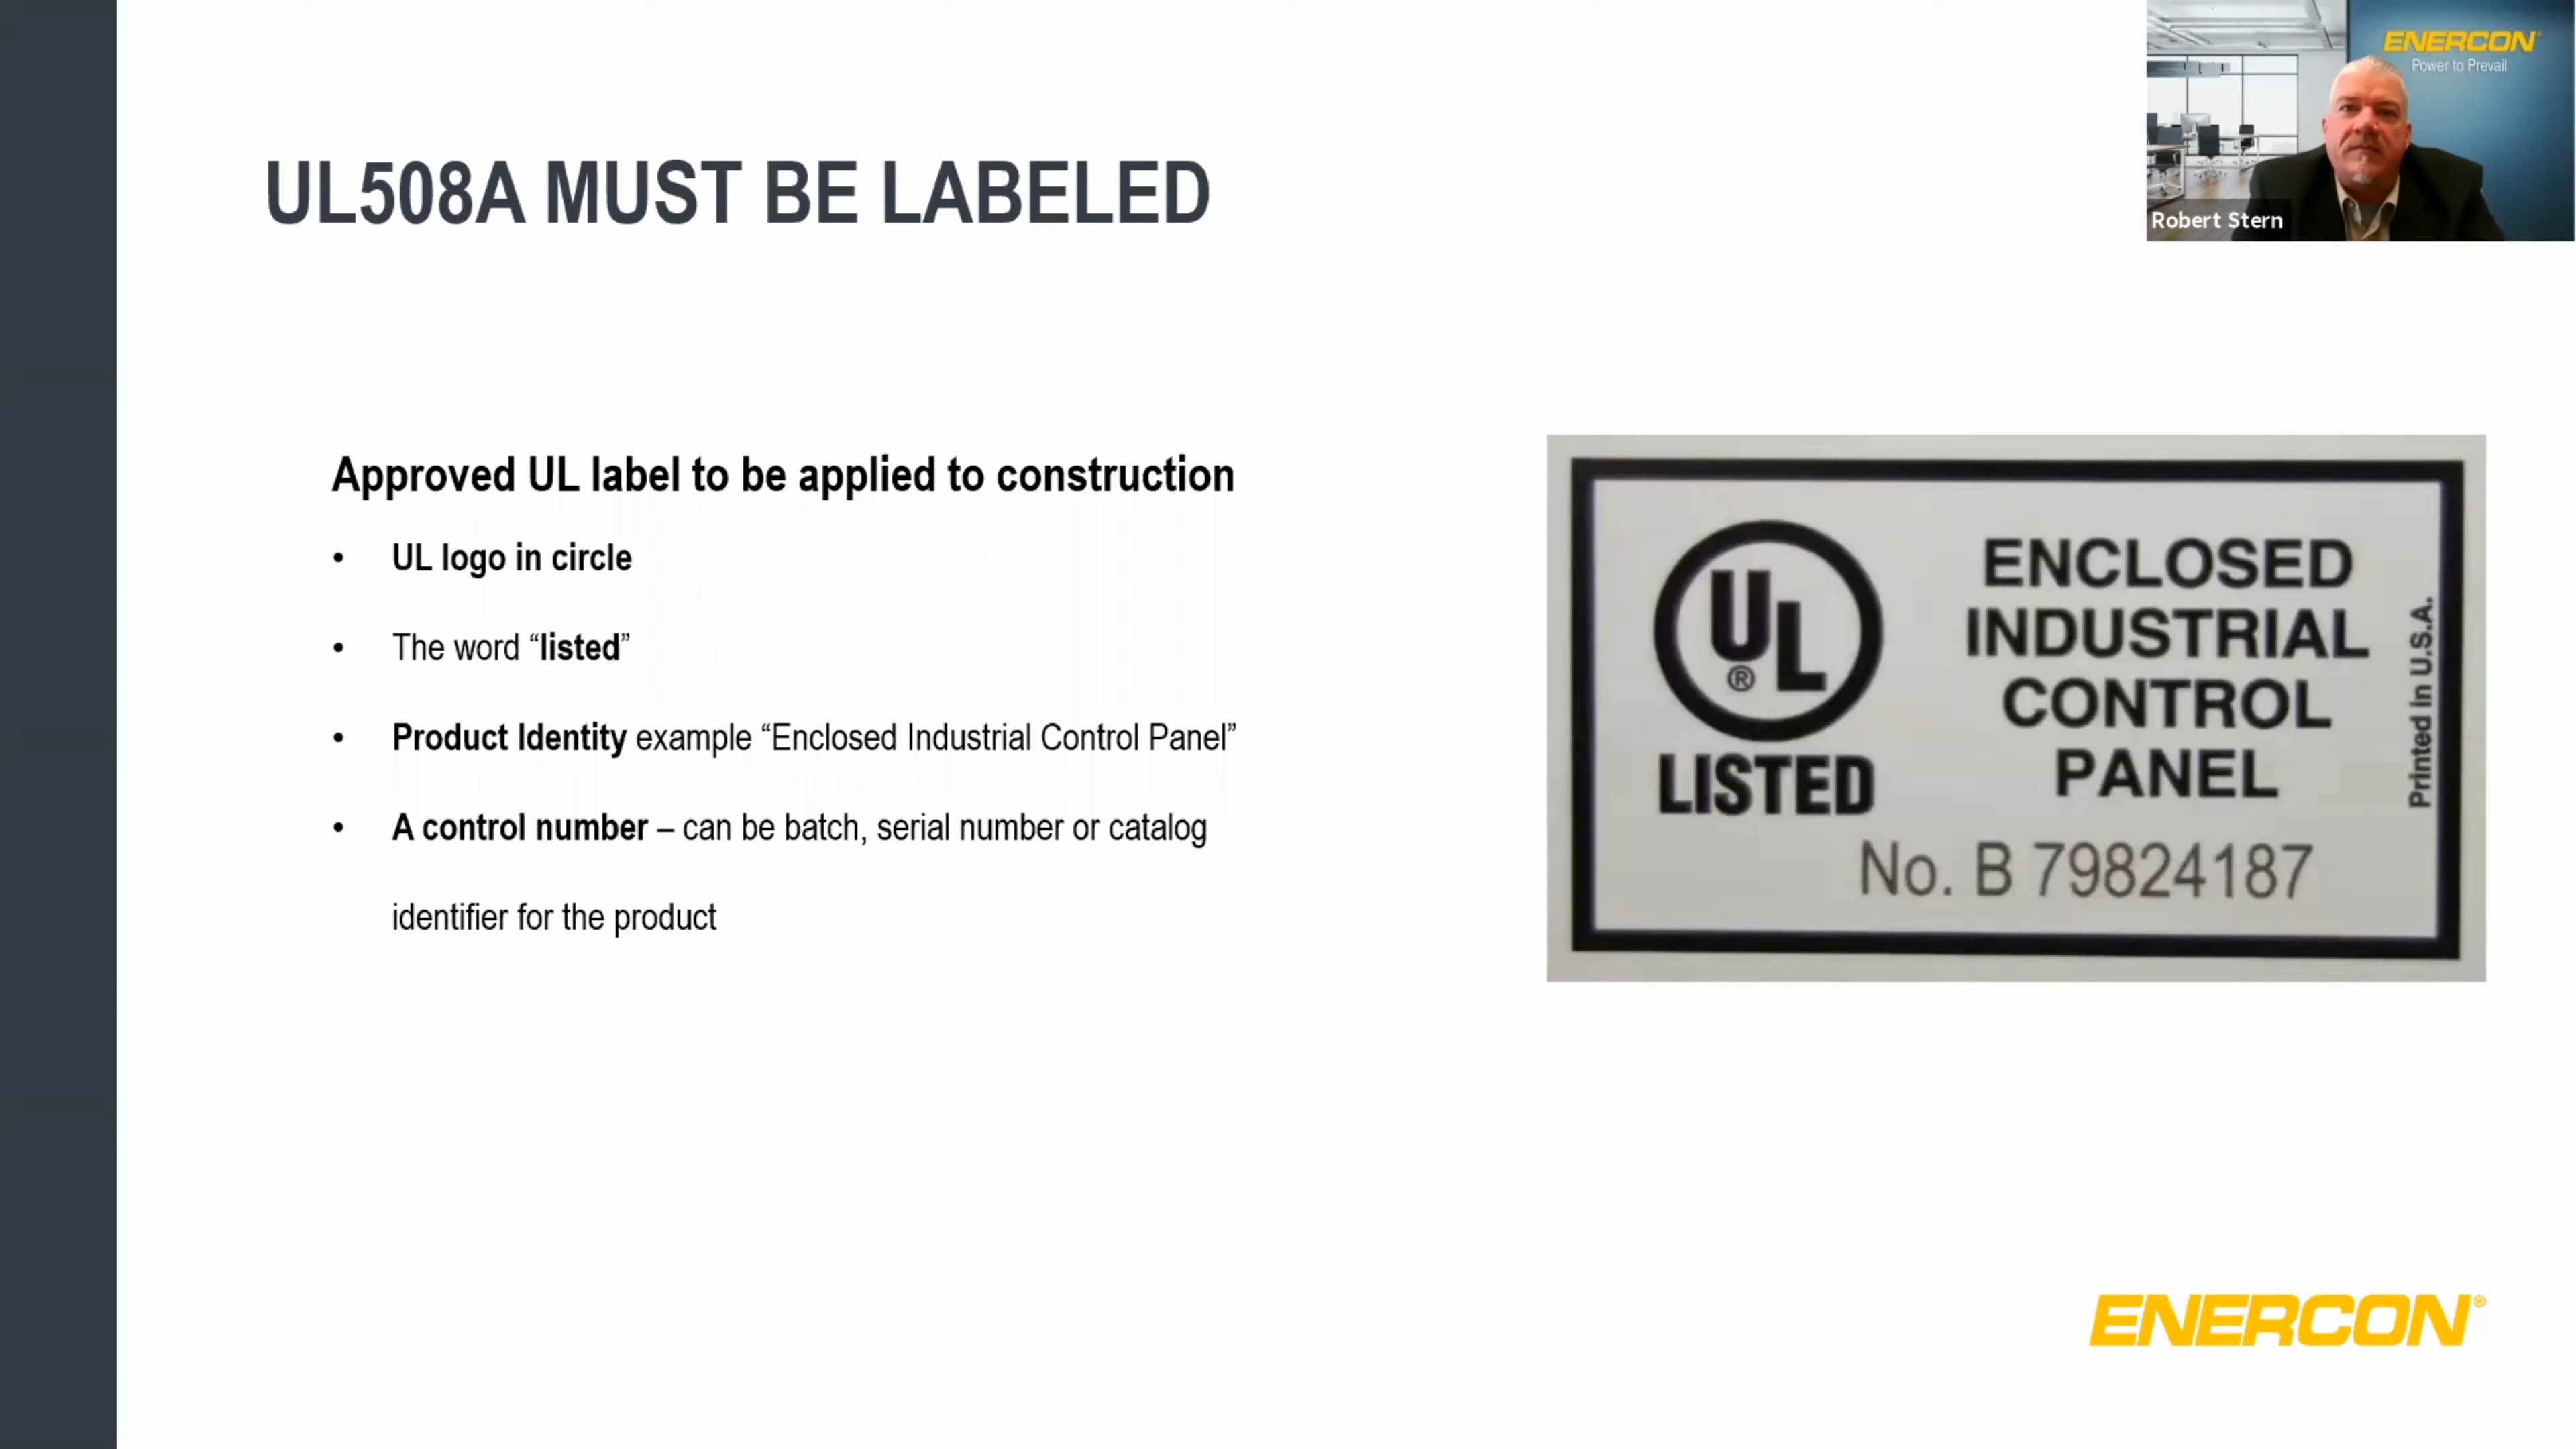 ENERCON®
Power to Prevail
Robert Stern
UL508A MUST BE LABELED
Approved UL label to be applied to construction
• UL logo in circle
• The word “listed”
• Product Identity example “Enclosed Industrial Control Panel”
• A control number – can be batch, serial number or catalog
identifier for the product
UL®
LISTED
ENCLOSED
INDUSTRIAL
CONTROL
PANEL
No. B 79824187
Printed in U.S.A.
ENERCON®